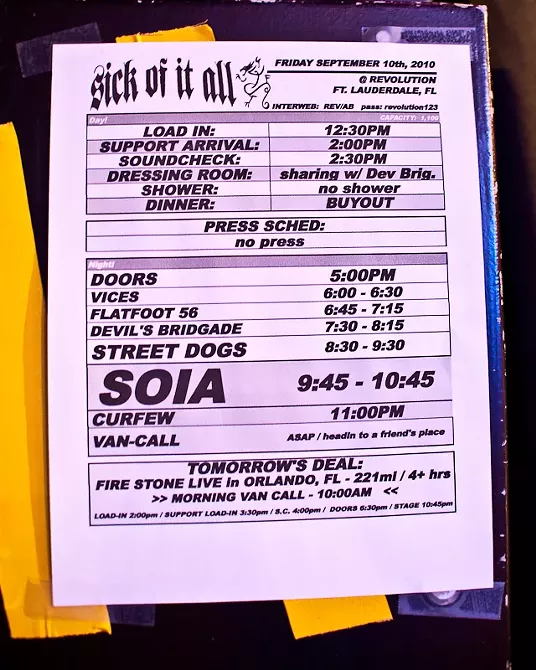 sick of it all
FRIDAY SEPTEMBER 10th, 2010
@ REVOLUTION
FT. LAUDERDALE, FL
INTERWEB: REV/AB pass: revolution123
Day! CAPACITY: 1,100
LOAD IN: 12:30PM
SUPPORT ARRIVAL: 2:00PM
SOUNDCHECK: 2:30PM
DRESSING ROOM: sharing w/ Dev Brig.
SHOWER: no shower
DINNER: BUYOUT
PRESS SCHED:
no press
Night!
DOORS 5:00PM
VICES 6:00 - 6:30
FLATFOOT 56 6:45 - 7:15
DEVIL'S BRIDGADE 7:30 - 8:15
STREET DOGS 8:30 - 9:30
SOIA 9:45 - 10:45
CURFEW 11:00PM
VAN-CALL ASAP / headin to a friend's place
TOMORROW'S DEAL:
FIRE STONE LIVE in ORLANDO, FL - 221mi / 4+ hrs
>> MORNING VAN CALL - 10:00AM <<
LOAD-IN 2:00pm / SUPPORT LOAD-IN 3:30pm / S.C. 4:00pm / DOORS 6:30pm / STAGE 10:45pm